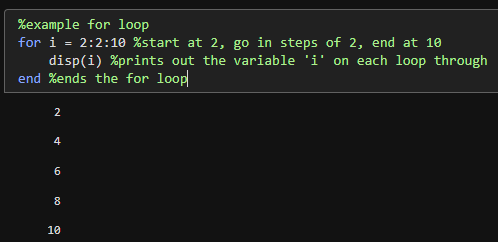 %example for loop
for i = 2:2:10 %start at 2, go in steps of 2, end at 10
    disp(i) %prints out the variable 'i' on each loop through
end %ends the for loop
2
4
6
8
10